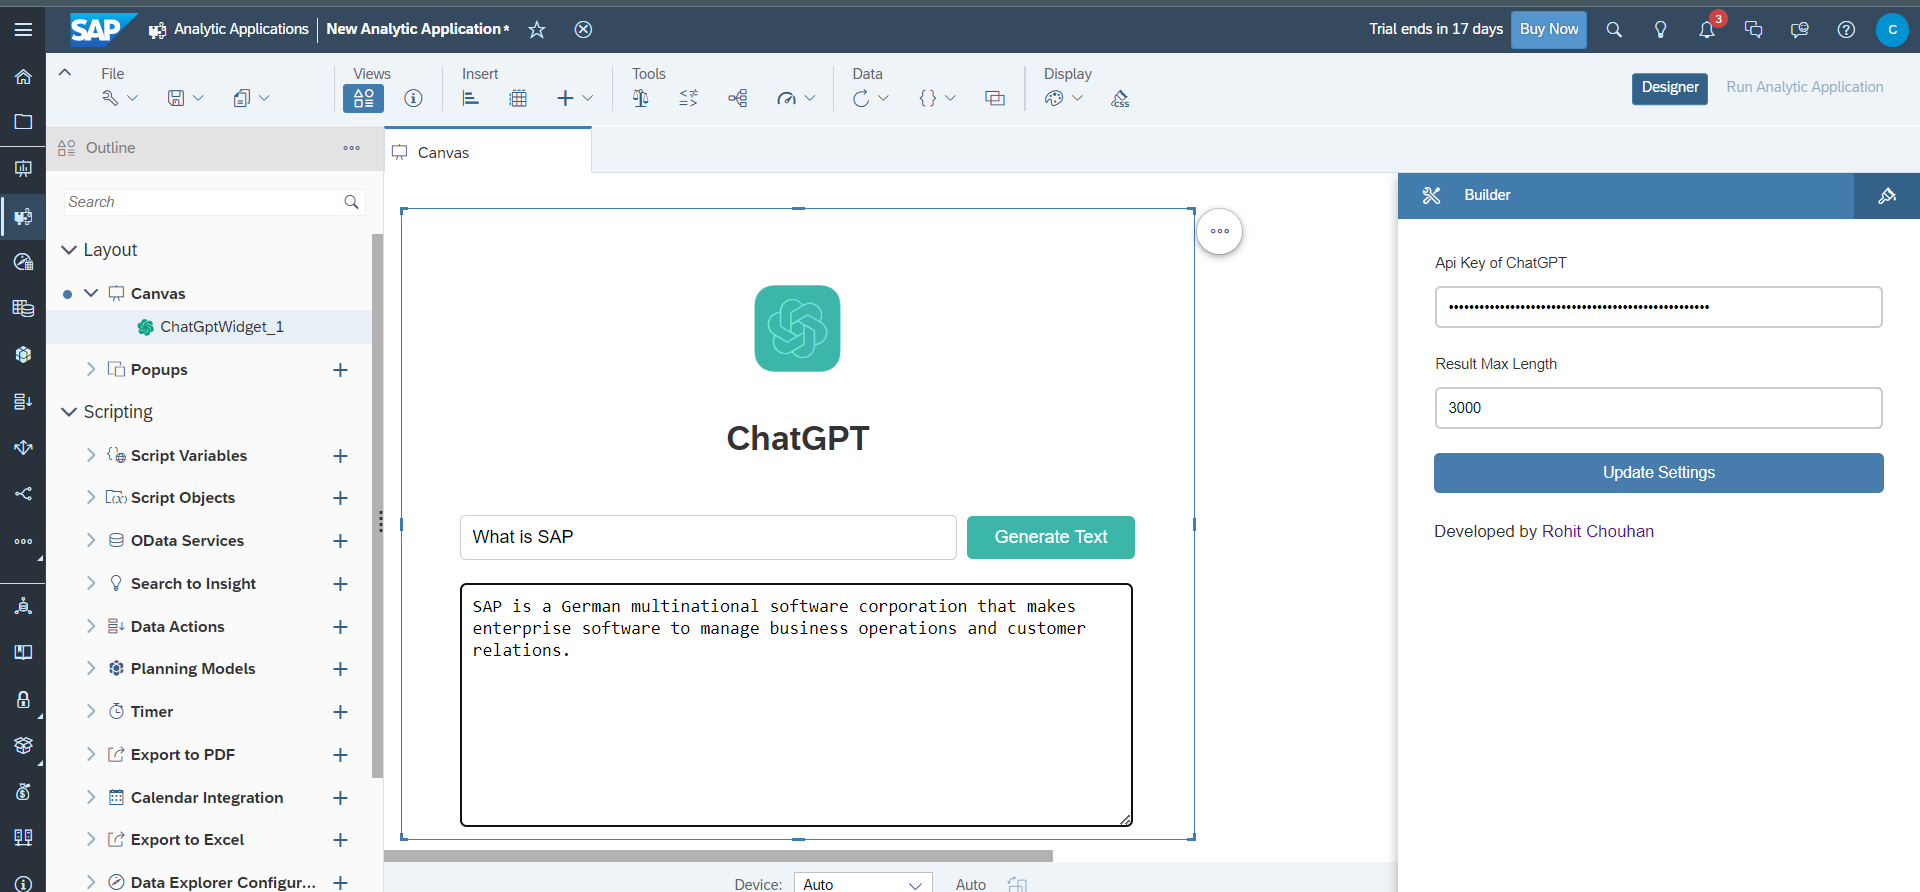 SAP Analytic Applications New Analytic Application* Trial ends in 17 days Buy Now 3 C
File Views Insert Tools Data Display
CSS
Designer Run Analytic Application
Outline
Canvas
Search
Builder
Layout
Canvas
ChatGptWidget_1
Popups
Scripting
Script Variables
Script Objects
OData Services
Search to Insight
Data Actions
Planning Models
Timer
Export to PDF
Calendar Integration
Export to Excel
Data Explorer Configur...
ChatGPT
What is SAP Generate Text
SAP is a German multinational software corporation that makes
enterprise software to manage business operations and customer
relations.
Device: Auto Auto
Api Key of ChatGPT
•••••••••••••••••••••••••••••••••••••••••••••••••••
Result Max Length
3000
Update Settings
Developed by Rohit Chouhan